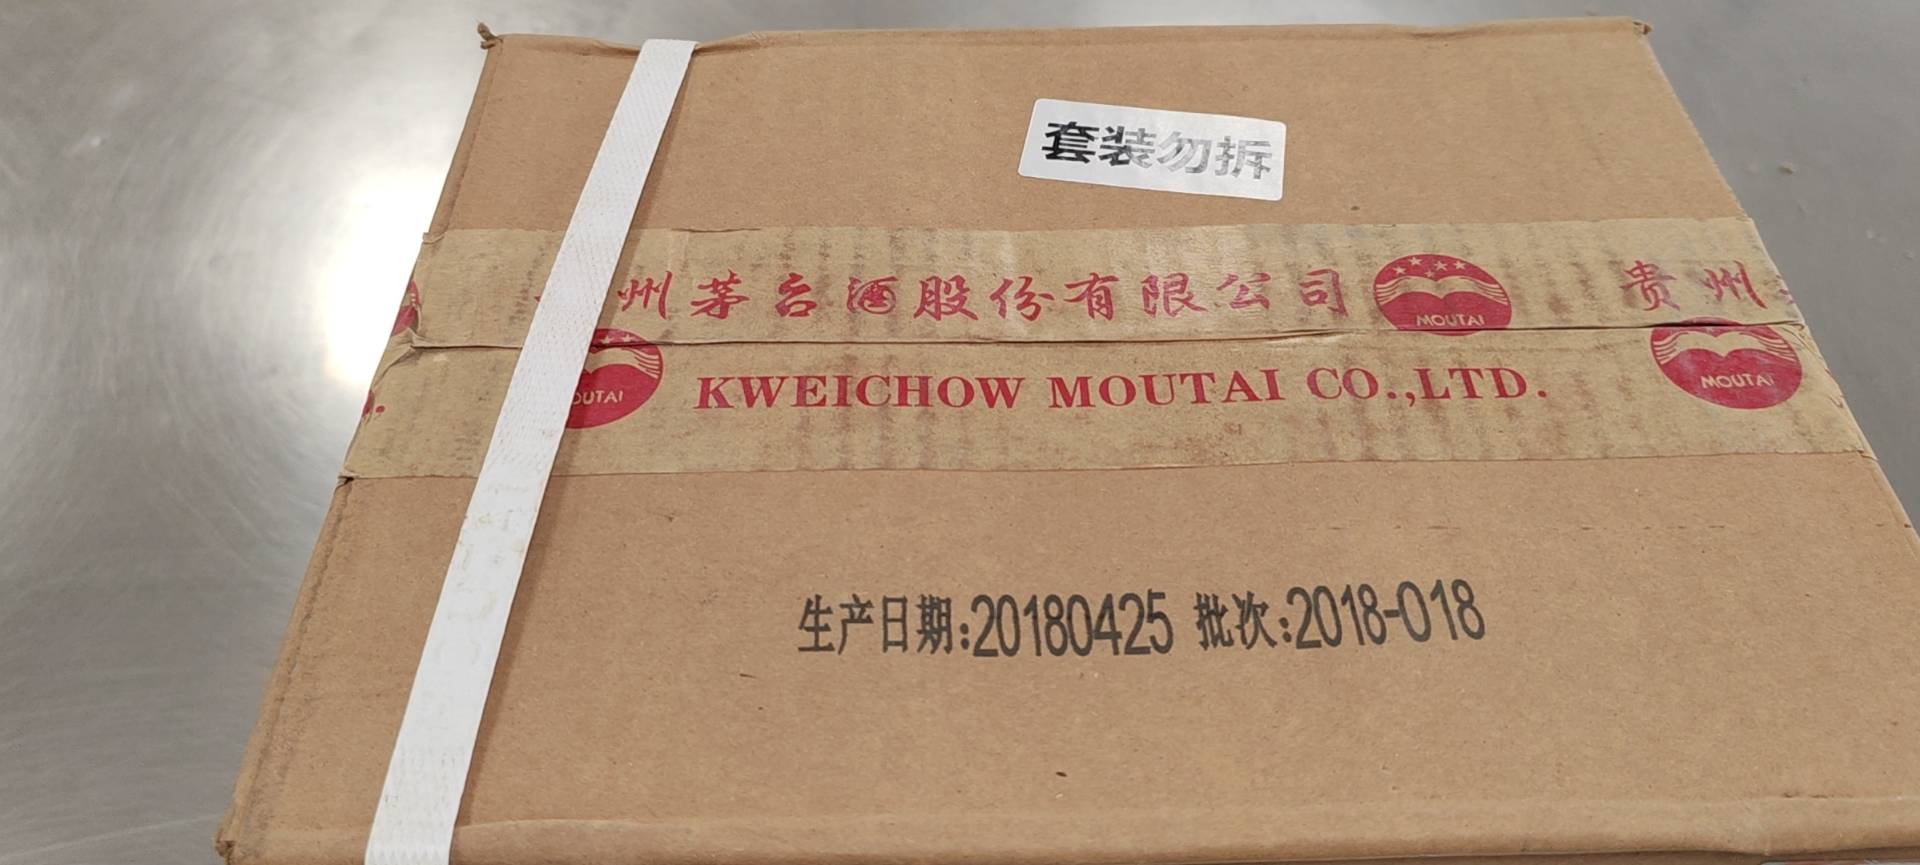 套装勿拆
州茅台酒股份有限公司 MOUTAI 贵州
OUTAI KWEICHOW MOUTAI CO.,LTD. MOUTAI
生产日期:20180425 批次:2018-018